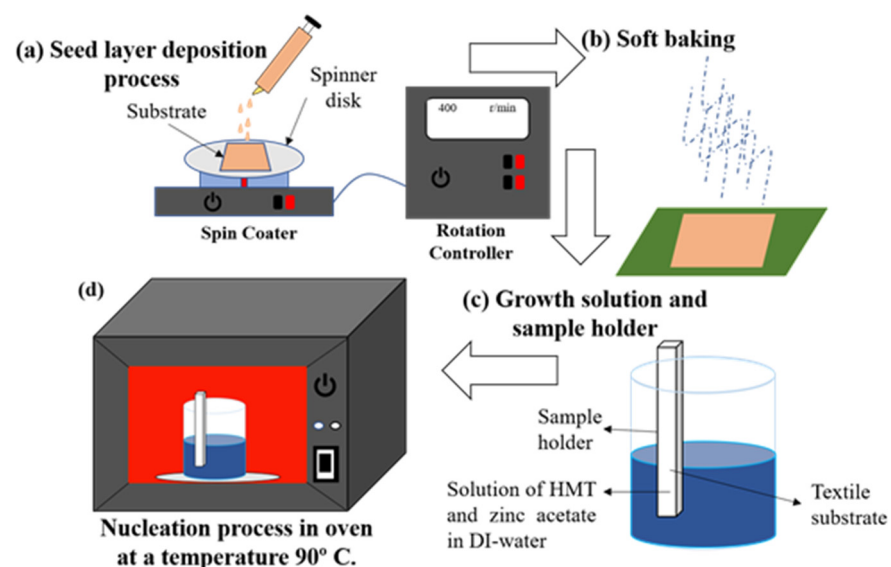 (a) Seed layer deposition
process
Substrate
Spinner
disk
Spin Coater
400 r/min
Rotation
Controller
(b) Soft baking
(c) Growth solution and
sample holder
Sample
holder
Solution of HMT
and zinc acetate
in DI-water
Textile
substrate
(d)
Nucleation process in oven
at a temperature 90º C.